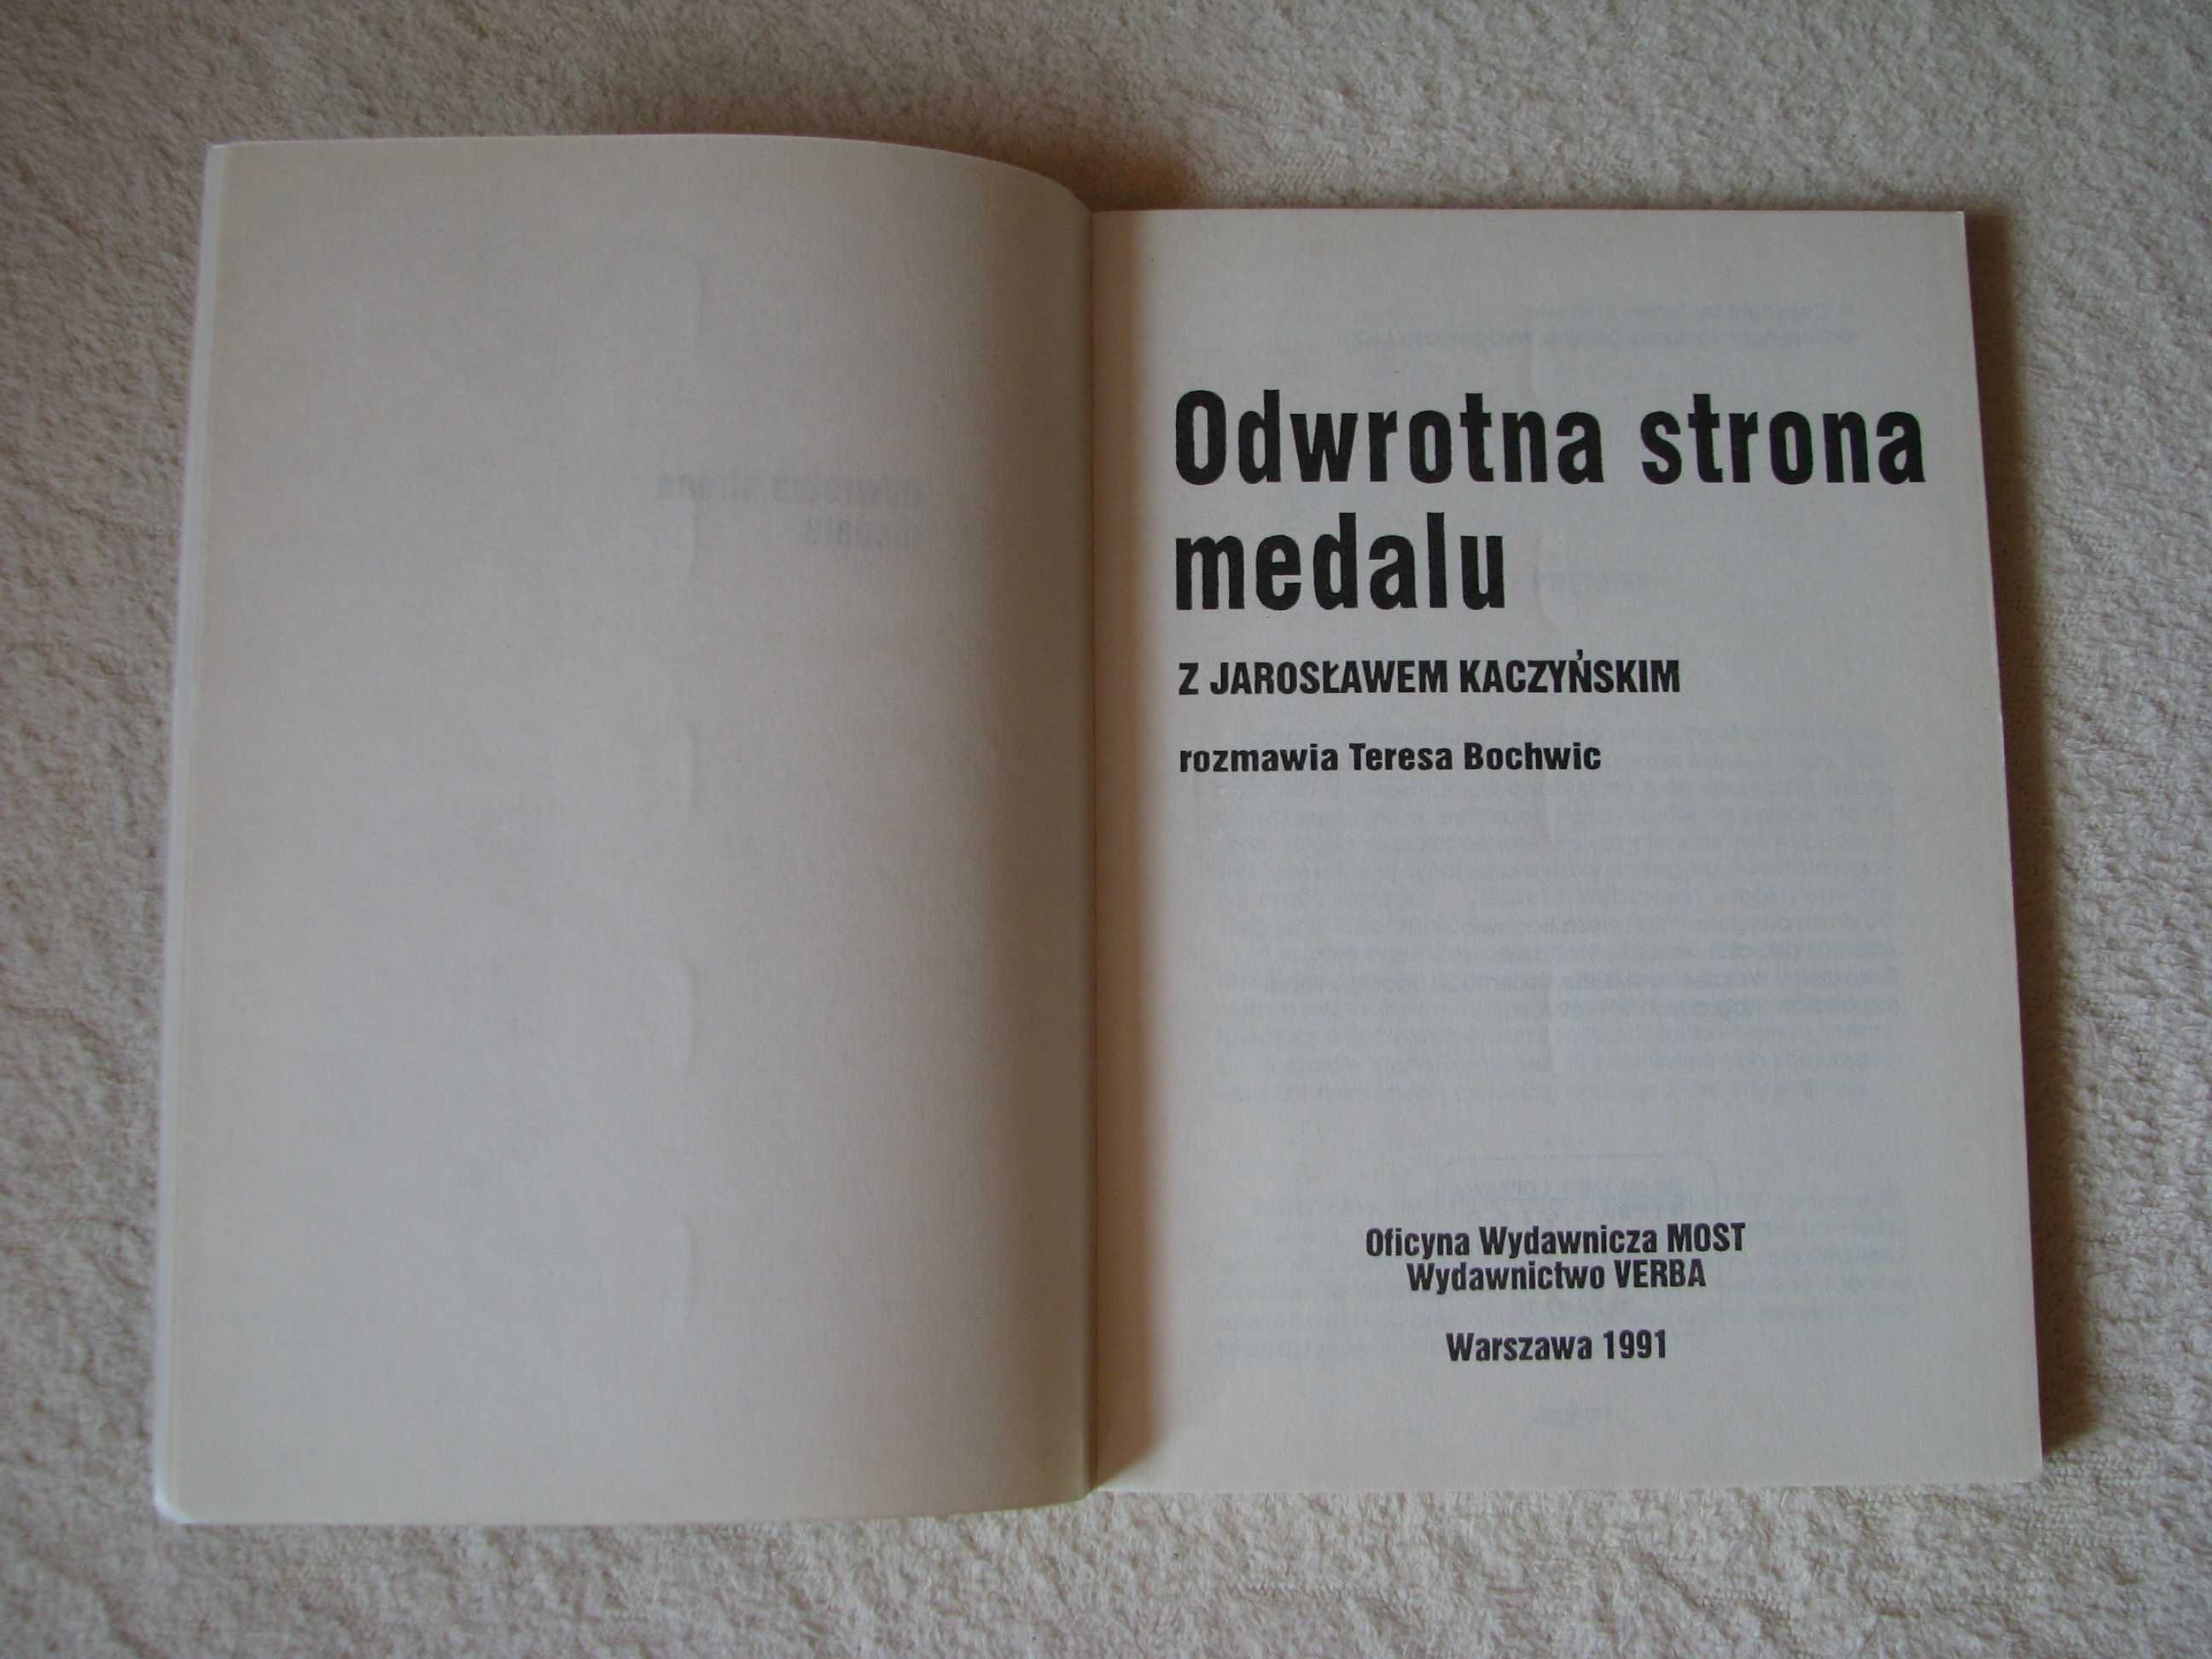 Odwrotna strona
medalu
Z JAROSŁAWEM KACZYŃSKIM
rozmawia Teresa Bochwic
Oficyna Wydawnicza MOST
Wydawnictwo VERBA
Warszawa 1991